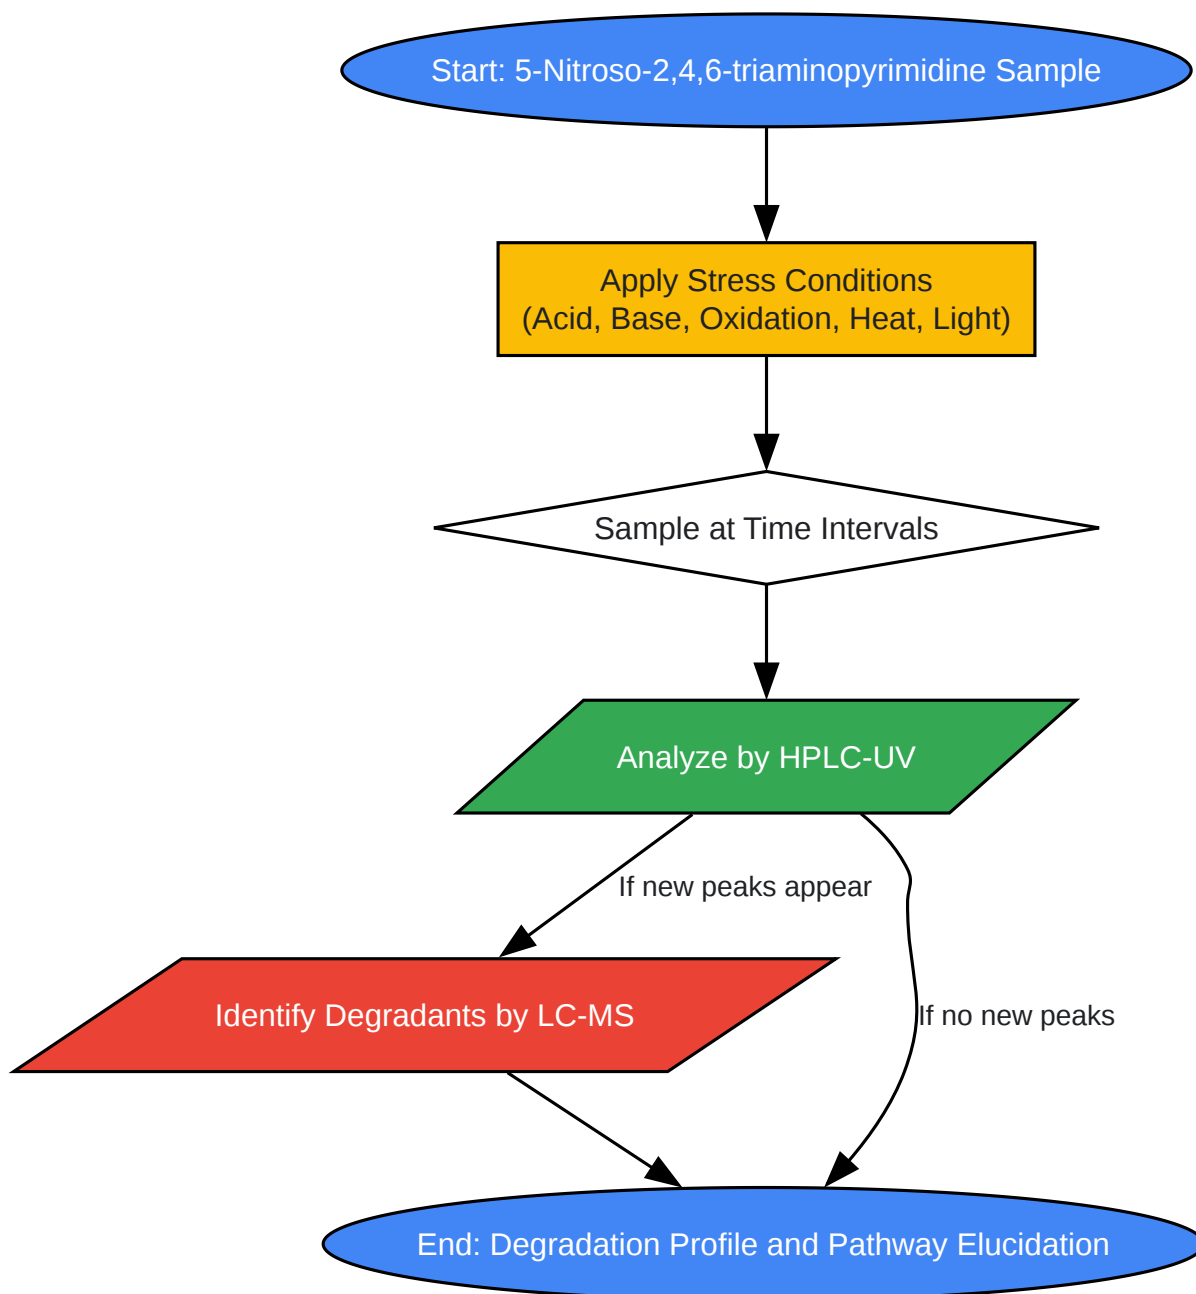 Start: 5-Nitroso-2,4,6-triaminopyrimidine Sample
Apply Stress Conditions
(Acid, Base, Oxidation, Heat, Light)
Sample at Time Intervals
Analyze by HPLC-UV
If new peaks appear
Identify Degradants by LC-MS
If no new peaks
End: Degradation Profile and Pathway Elucidation